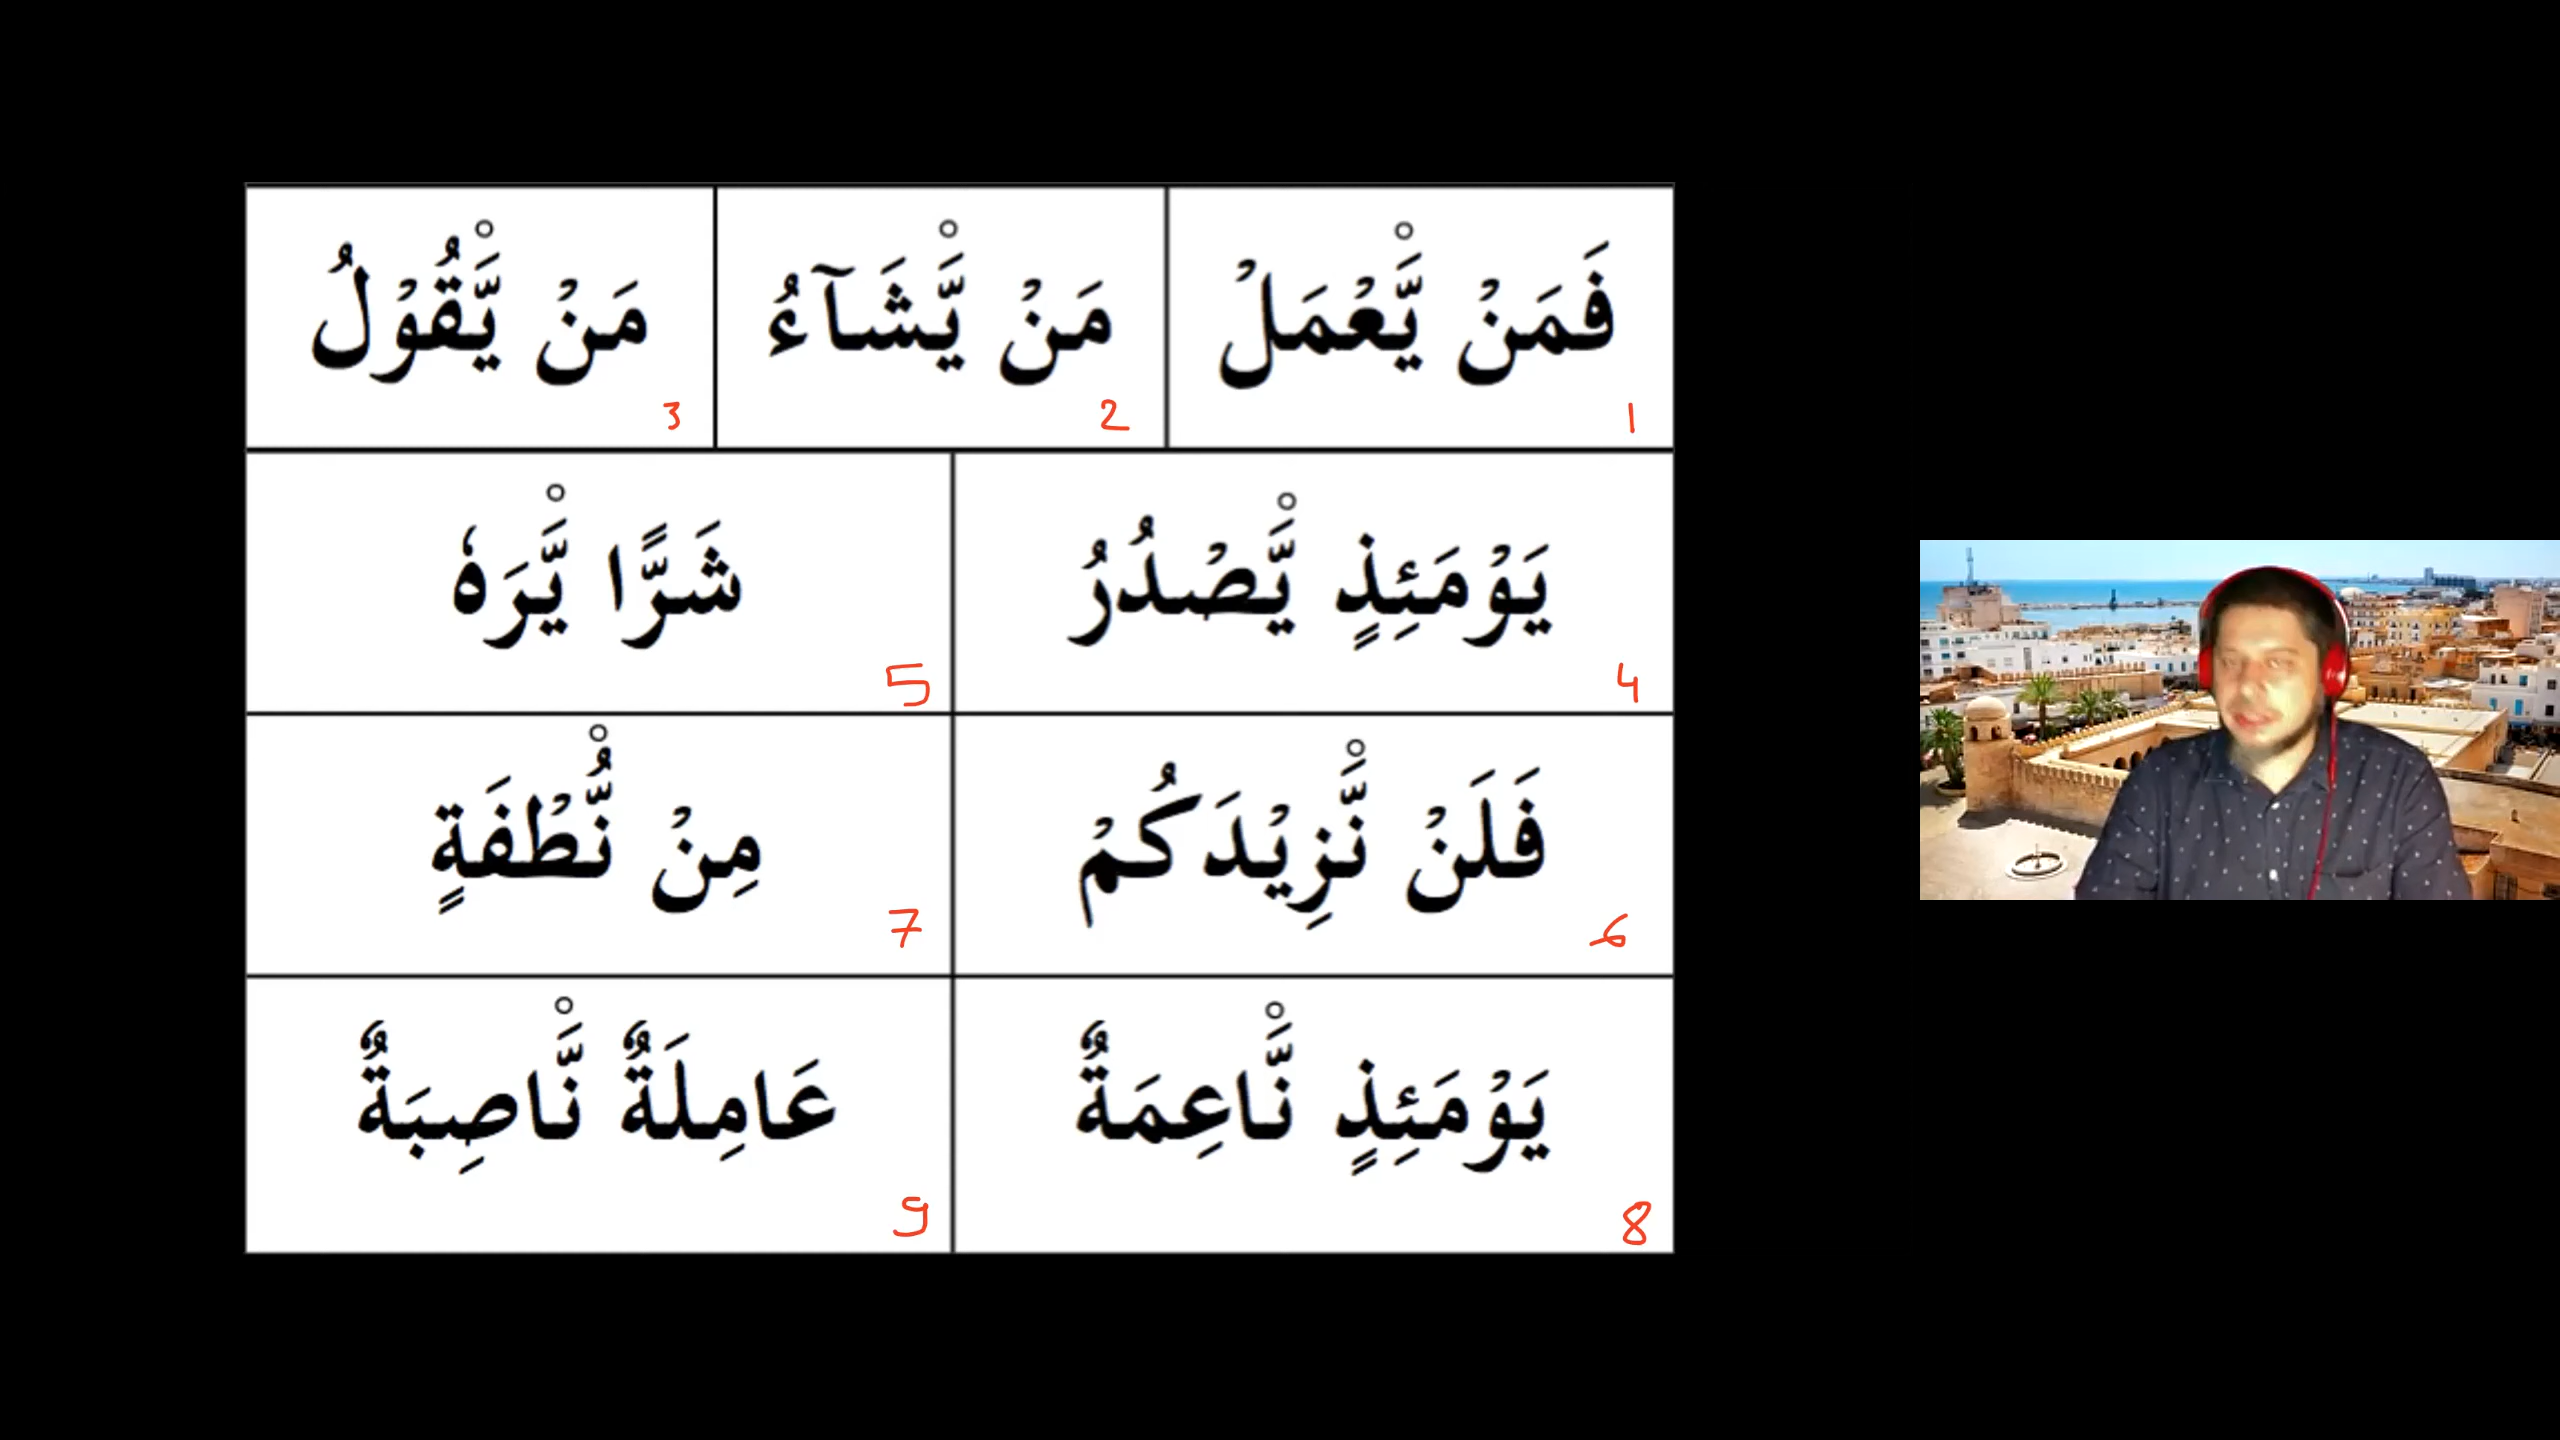 فَمَنْ يَّعْمَلْ
1
مَنْ يَّشَآءُ
2
مَنْ يَّقُوْلُ
3
يَوْمَئِذٍ يَّصْدُرُ
4
شَرًّا يَّرَهٗ
5
فَلَنْ نَّزِيْدَكُمْ
6
مِنْ نُّطْفَةٍ
7
يَوْمَئِذٍ نَّاعِمَةٌ
8
عَامِلَةٌ نَّاصِبَةٌ
9